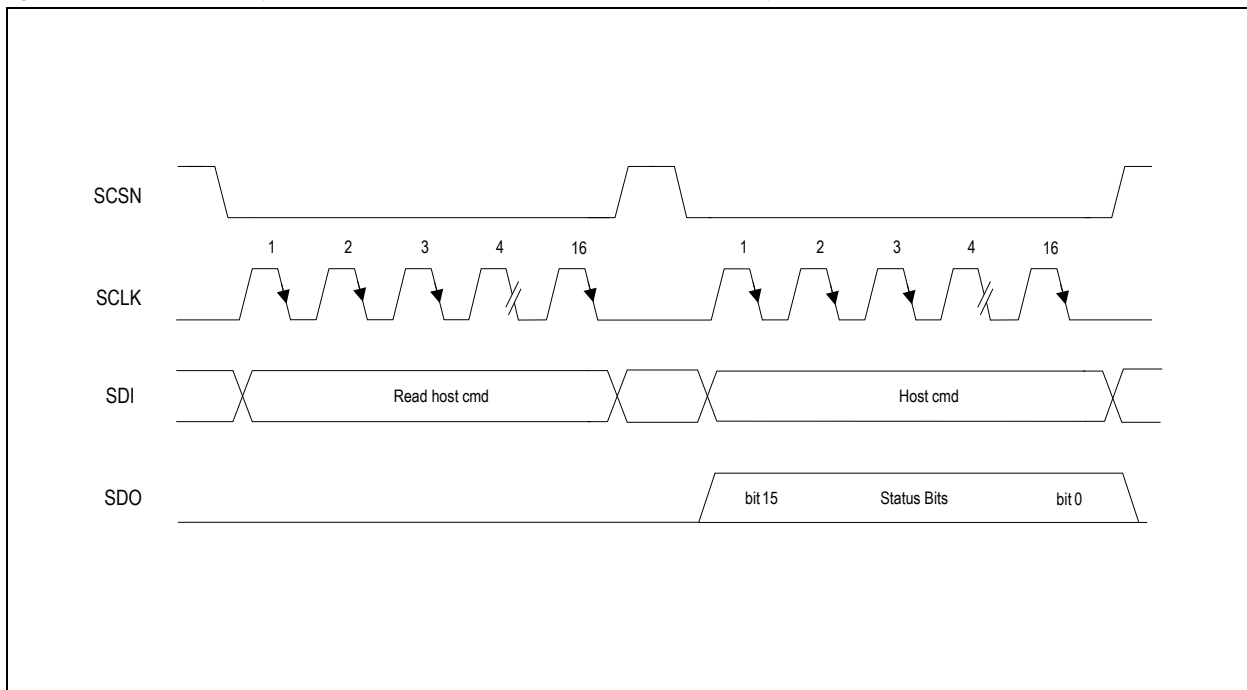 SCSN
1 2 3 4 16 1 2 3 4 16
SCLK
SDI Read host cmd Host cmd
SDO bit 15 Status Bits bit 0